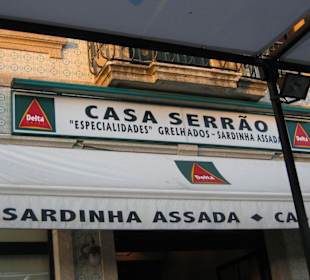 Delta
CASA SERRÃO
"ESPECIALIDADES" GRELHADOS - SARDINHA ASSADA
Delta
Delta
SARDINHA ASSADA ◆ CA